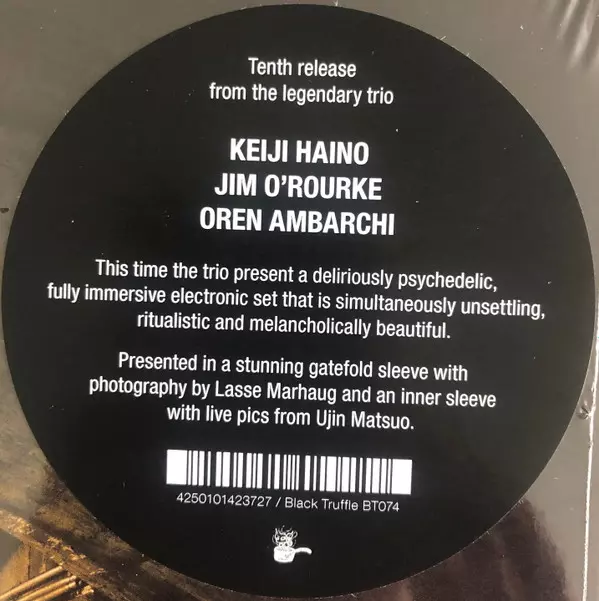 Tenth release
from the legendary trio
KEIJI HAINO
JIM O'ROURKE
OREN AMBARCHI
This time the trio present a deliriously psychedelic,
fully immersive electronic set that is simultaneously unsettling,
ritualistic and melancholically beautiful.
Presented in a stunning gatefold sleeve with
photography by Lasse Marhaug and an inner sleeve
with live pics from Ujin Matsuo.
4250101423727 / Black Truffle BT074